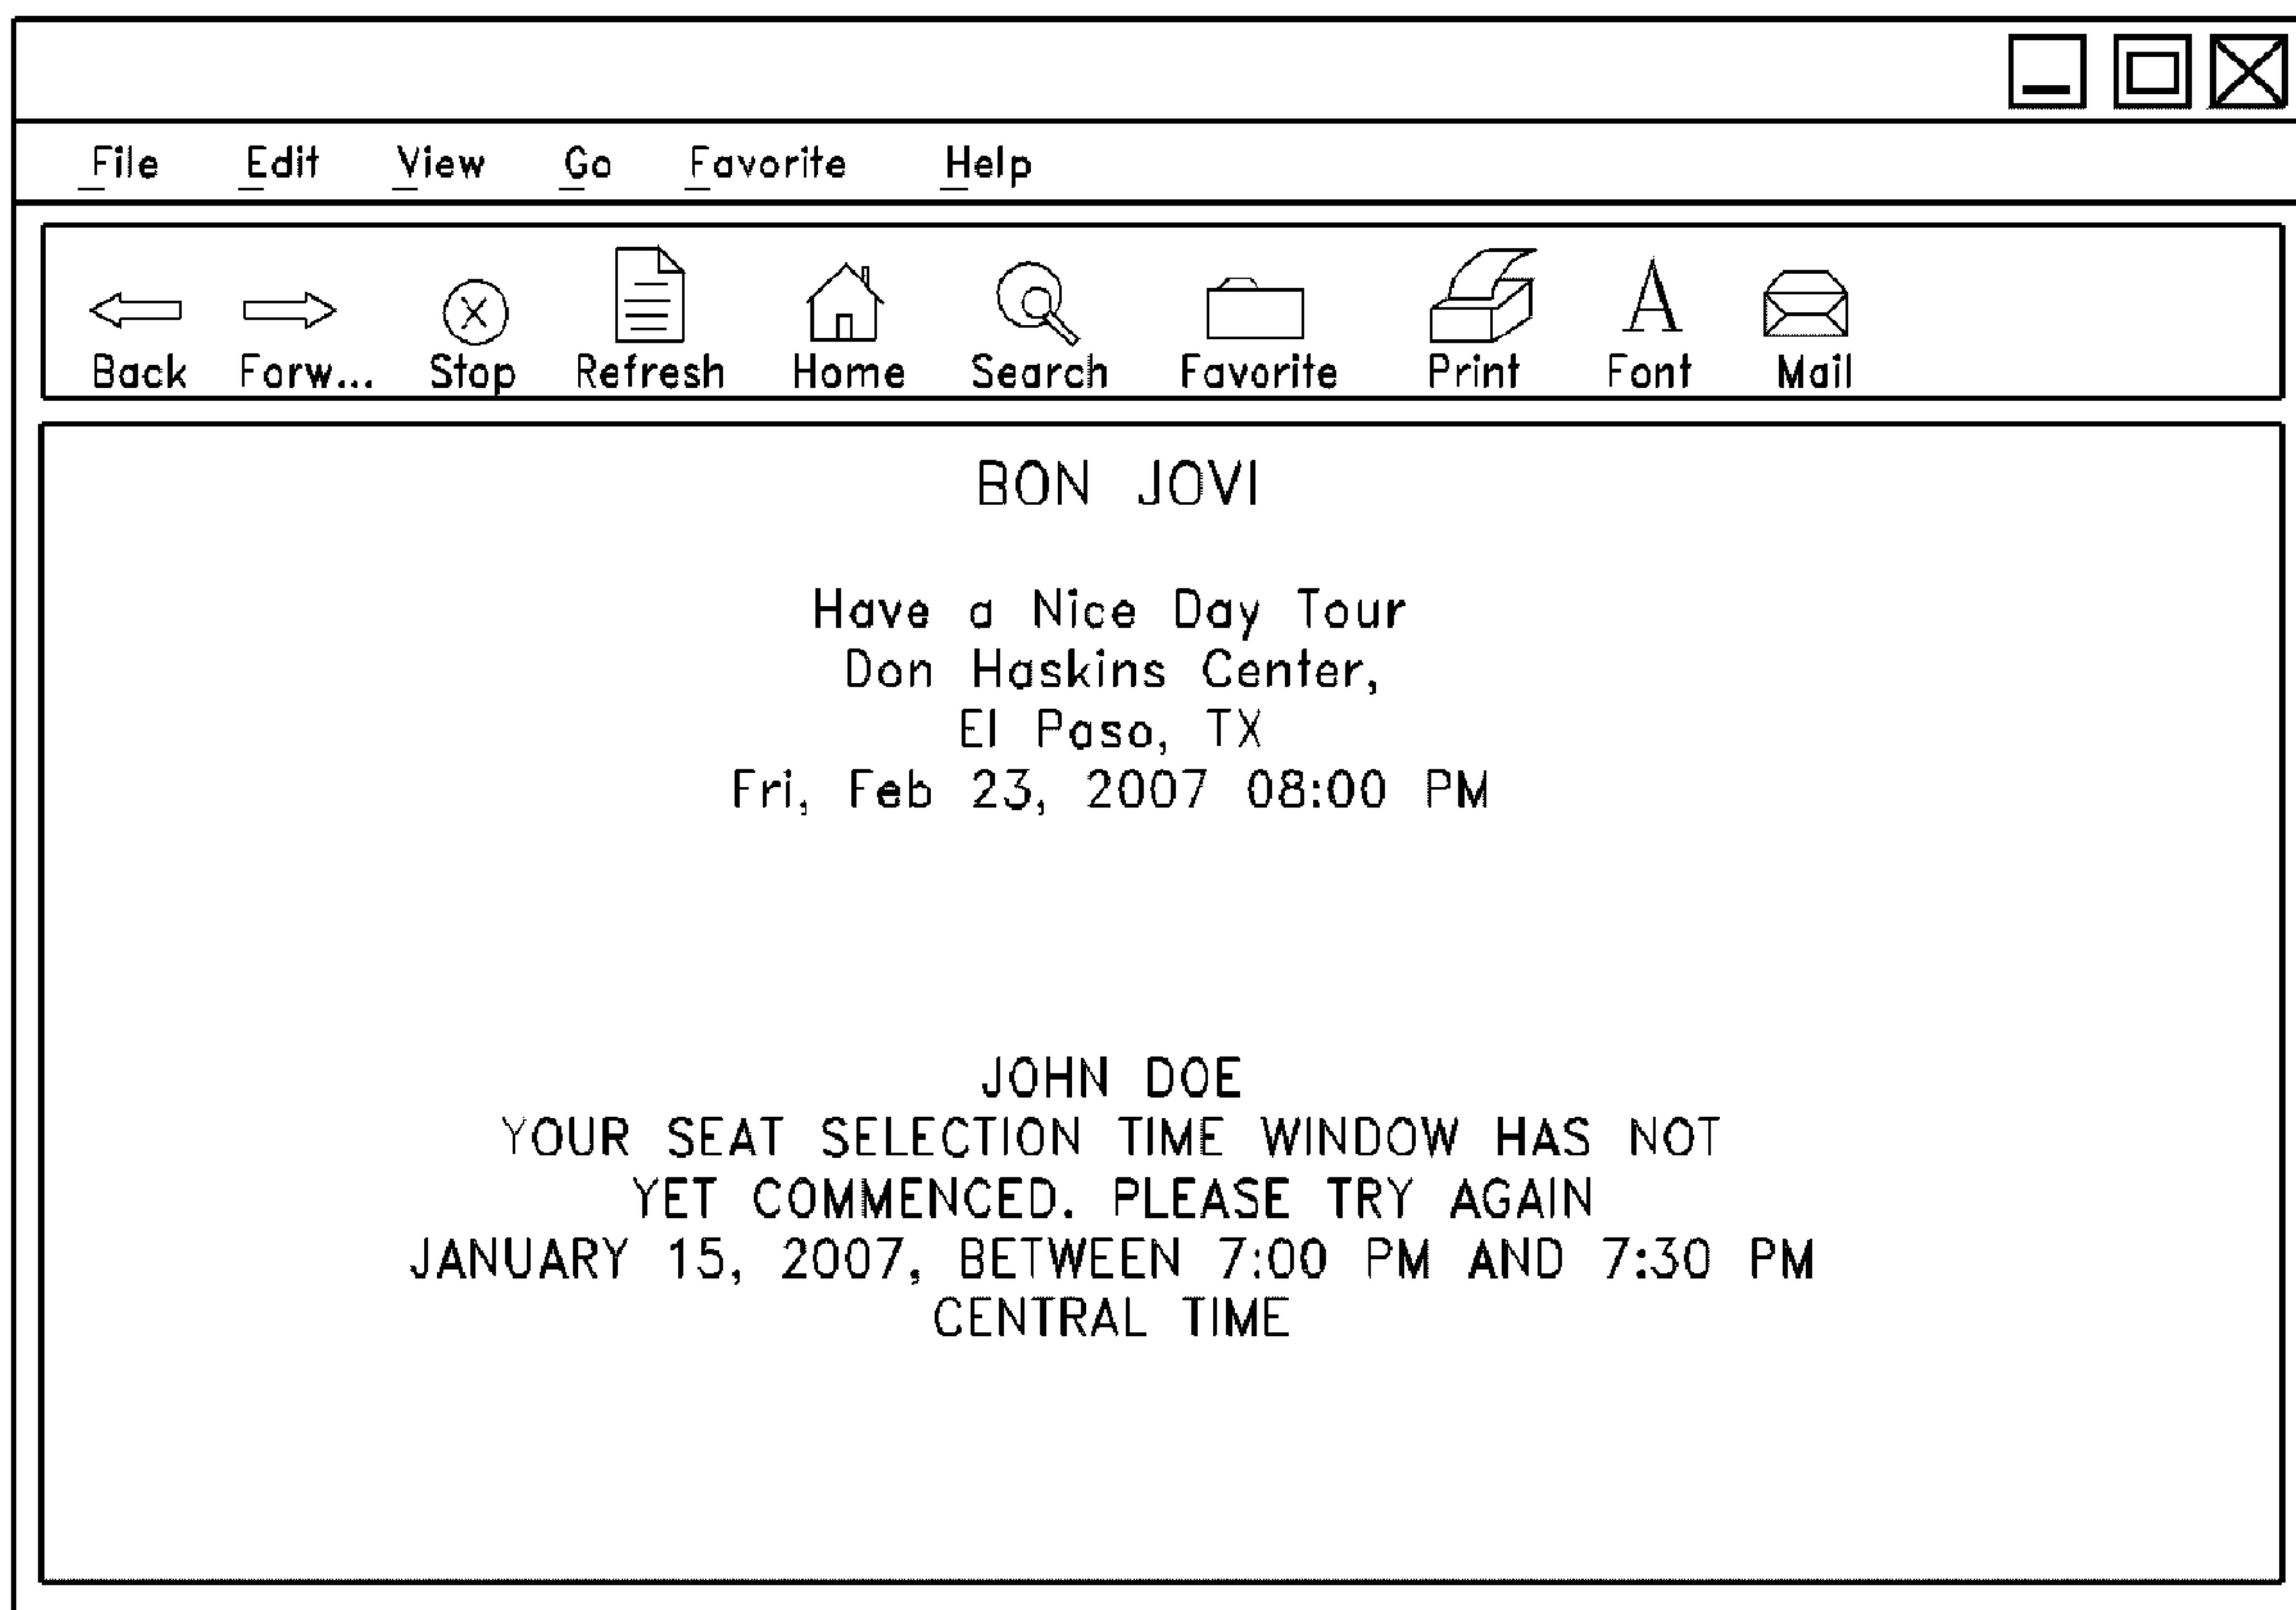 File Edit View Go Favorite Help
Back Forw... Stop Refresh Home Search Favorite Print Font Mail
BON JOVI
Have a Nice Day Tour
Don Haskins Center,
El Paso, TX
Fri, Feb 23, 2007 08:00 PM
JOHN DOE
YOUR SEAT SELECTION TIME WINDOW HAS NOT
YET COMMENCED. PLEASE TRY AGAIN
JANUARY 15, 2007, BETWEEN 7:00 PM AND 7:30 PM
CENTRAL TIME